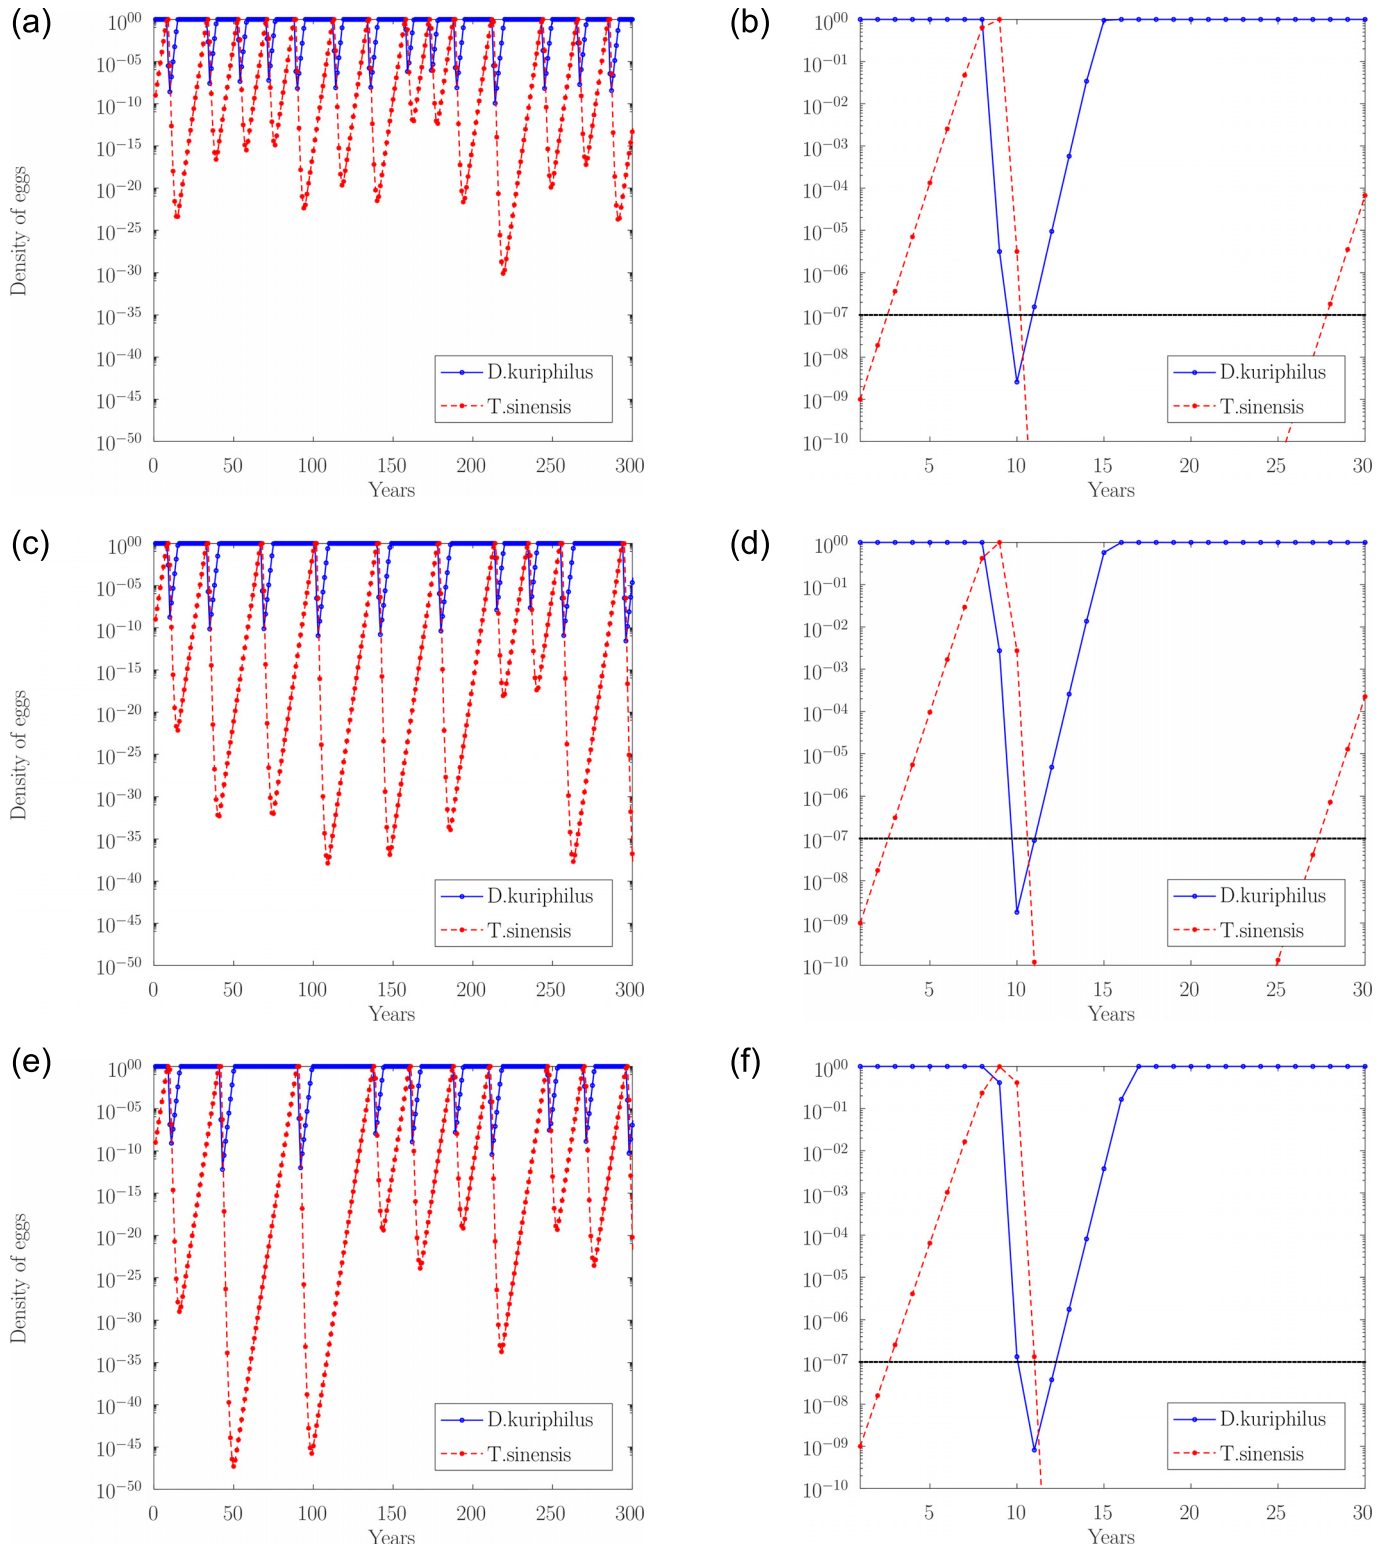 (a)
Density of eggs
10^00
10^-05
10^-10
10^-15
10^-20
10^-25
10^-30
10^-35
10^-40
10^-45
10^-50
D.kuriphilus
T.sinensis
0 50 100 150 200 250 300
Years
(b)
10^00
10^-01
10^-02
10^-03
10^-04
10^-05
10^-06
10^-07
10^-08
10^-09
10^-10
D.kuriphilus
T.sinensis
5 10 15 20 25 30
Years
(c)
Density of eggs
10^00
10^-05
10^-10
10^-15
10^-20
10^-25
10^-30
10^-35
10^-40
10^-45
10^-50
D.kuriphilus
T.sinensis
0 50 100 150 200 250 300
Years
(d)
10^00
10^-01
10^-02
10^-03
10^-04
10^-05
10^-06
10^-07
10^-08
10^-09
10^-10
D.kuriphilus
T.sinensis
5 10 15 20 25 30
Years
(e)
Density of eggs
10^00
10^-05
10^-10
10^-15
10^-20
10^-25
10^-30
10^-35
10^-40
10^-45
10^-50
D.kuriphilus
T.sinensis
0 50 100 150 200 250 300
Years
(f)
10^00
10^-01
10^-02
10^-03
10^-04
10^-05
10^-06
10^-07
10^-08
10^-09
10^-10
D.kuriphilus
T.sinensis
5 10 15 20 25 30
Years